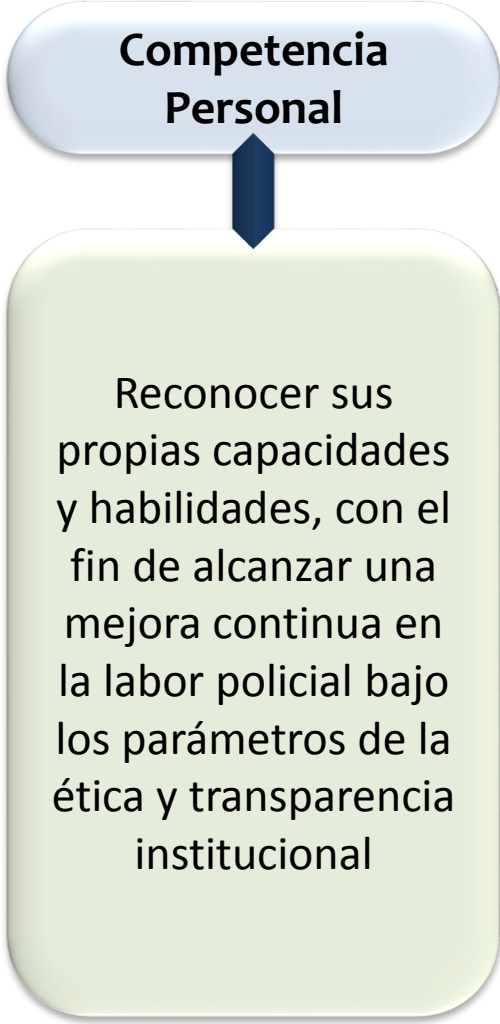 Competencia
Personal
Reconocer sus
propias capacidades
y habilidades, con el
fin de alcanzar una
mejora continua en
la labor policial bajo
los parámetros de la
ética y transparencia
institucional